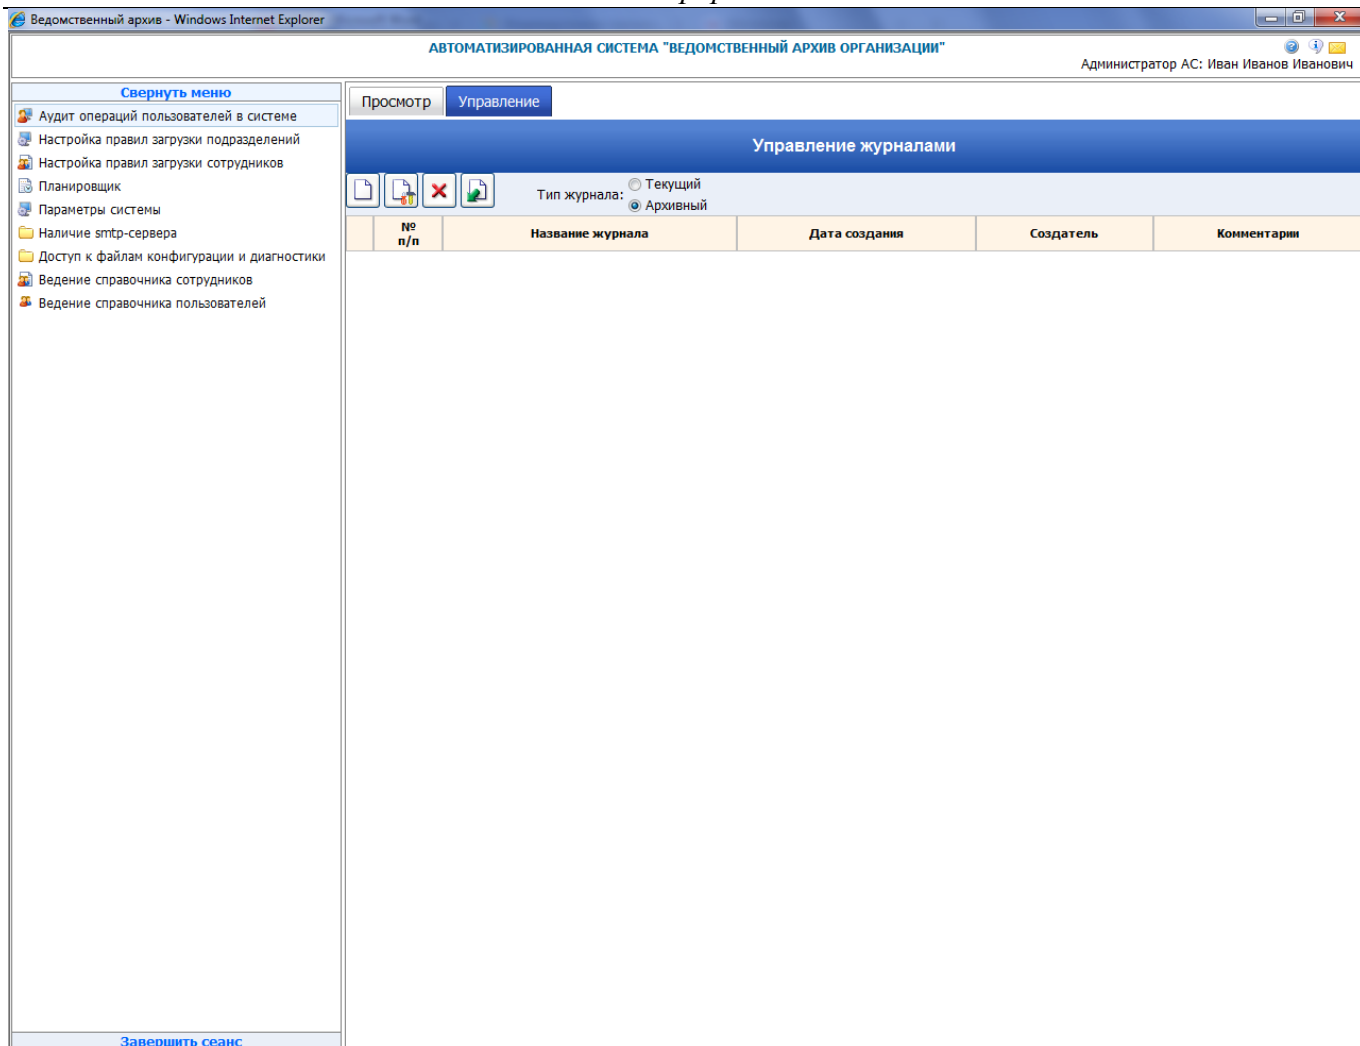 Ведомственный архив - Windows Internet Explorer
АВТОМАТИЗИРОВАННАЯ СИСТЕМА "ВЕДОМСТВЕННЫЙ АРХИВ ОРГАНИЗАЦИИ"
Администратор АС: Иван Иванов Иванович
Свернуть меню
Аудит операций пользователей в системе
Настройка правил загрузки подразделений
Настройка правил загрузки сотрудников
Планировщик
Параметры системы
Наличие smtp-сервера
Доступ к файлам конфигурации и диагностики
Ведение справочника сотрудников
Ведение справочника пользователей
Завершить сеанс
Просмотр
Управление
Управление журналами
Тип журнала:
Текущий
Архивный
№ п/п
Название журнала
Дата создания
Создатель
Комментарии